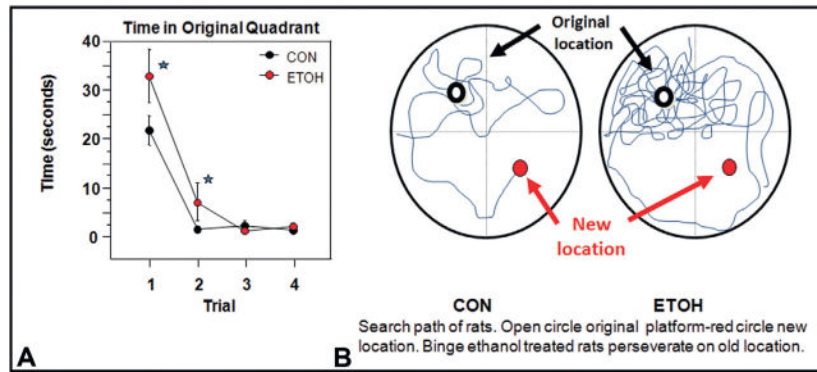 Time in Original Quadrant
40
30
20
10
0
Time (seconds)
CON
ETOH
1 2 3 4
Trial
A
Original
location
New
location
CON ETOH
Search path of rats. Open circle original platform-red circle new
location. Binge ethanol treated rats perseverate on old location.
B